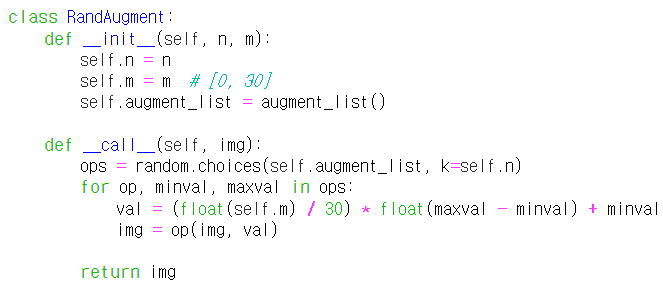 class RandAugment:
    def __init__(self, n, m):
        self.n = n
        self.m = m  # [0, 30]
        self.augment_list = augment_list()

    def __call__(self, img):
        ops = random.choices(self.augment_list, k=self.n)
        for op, minval, maxval in ops:
            val = (float(self.m) / 30) * float(maxval - minval) + minval
            img = op(img, val)

        return img